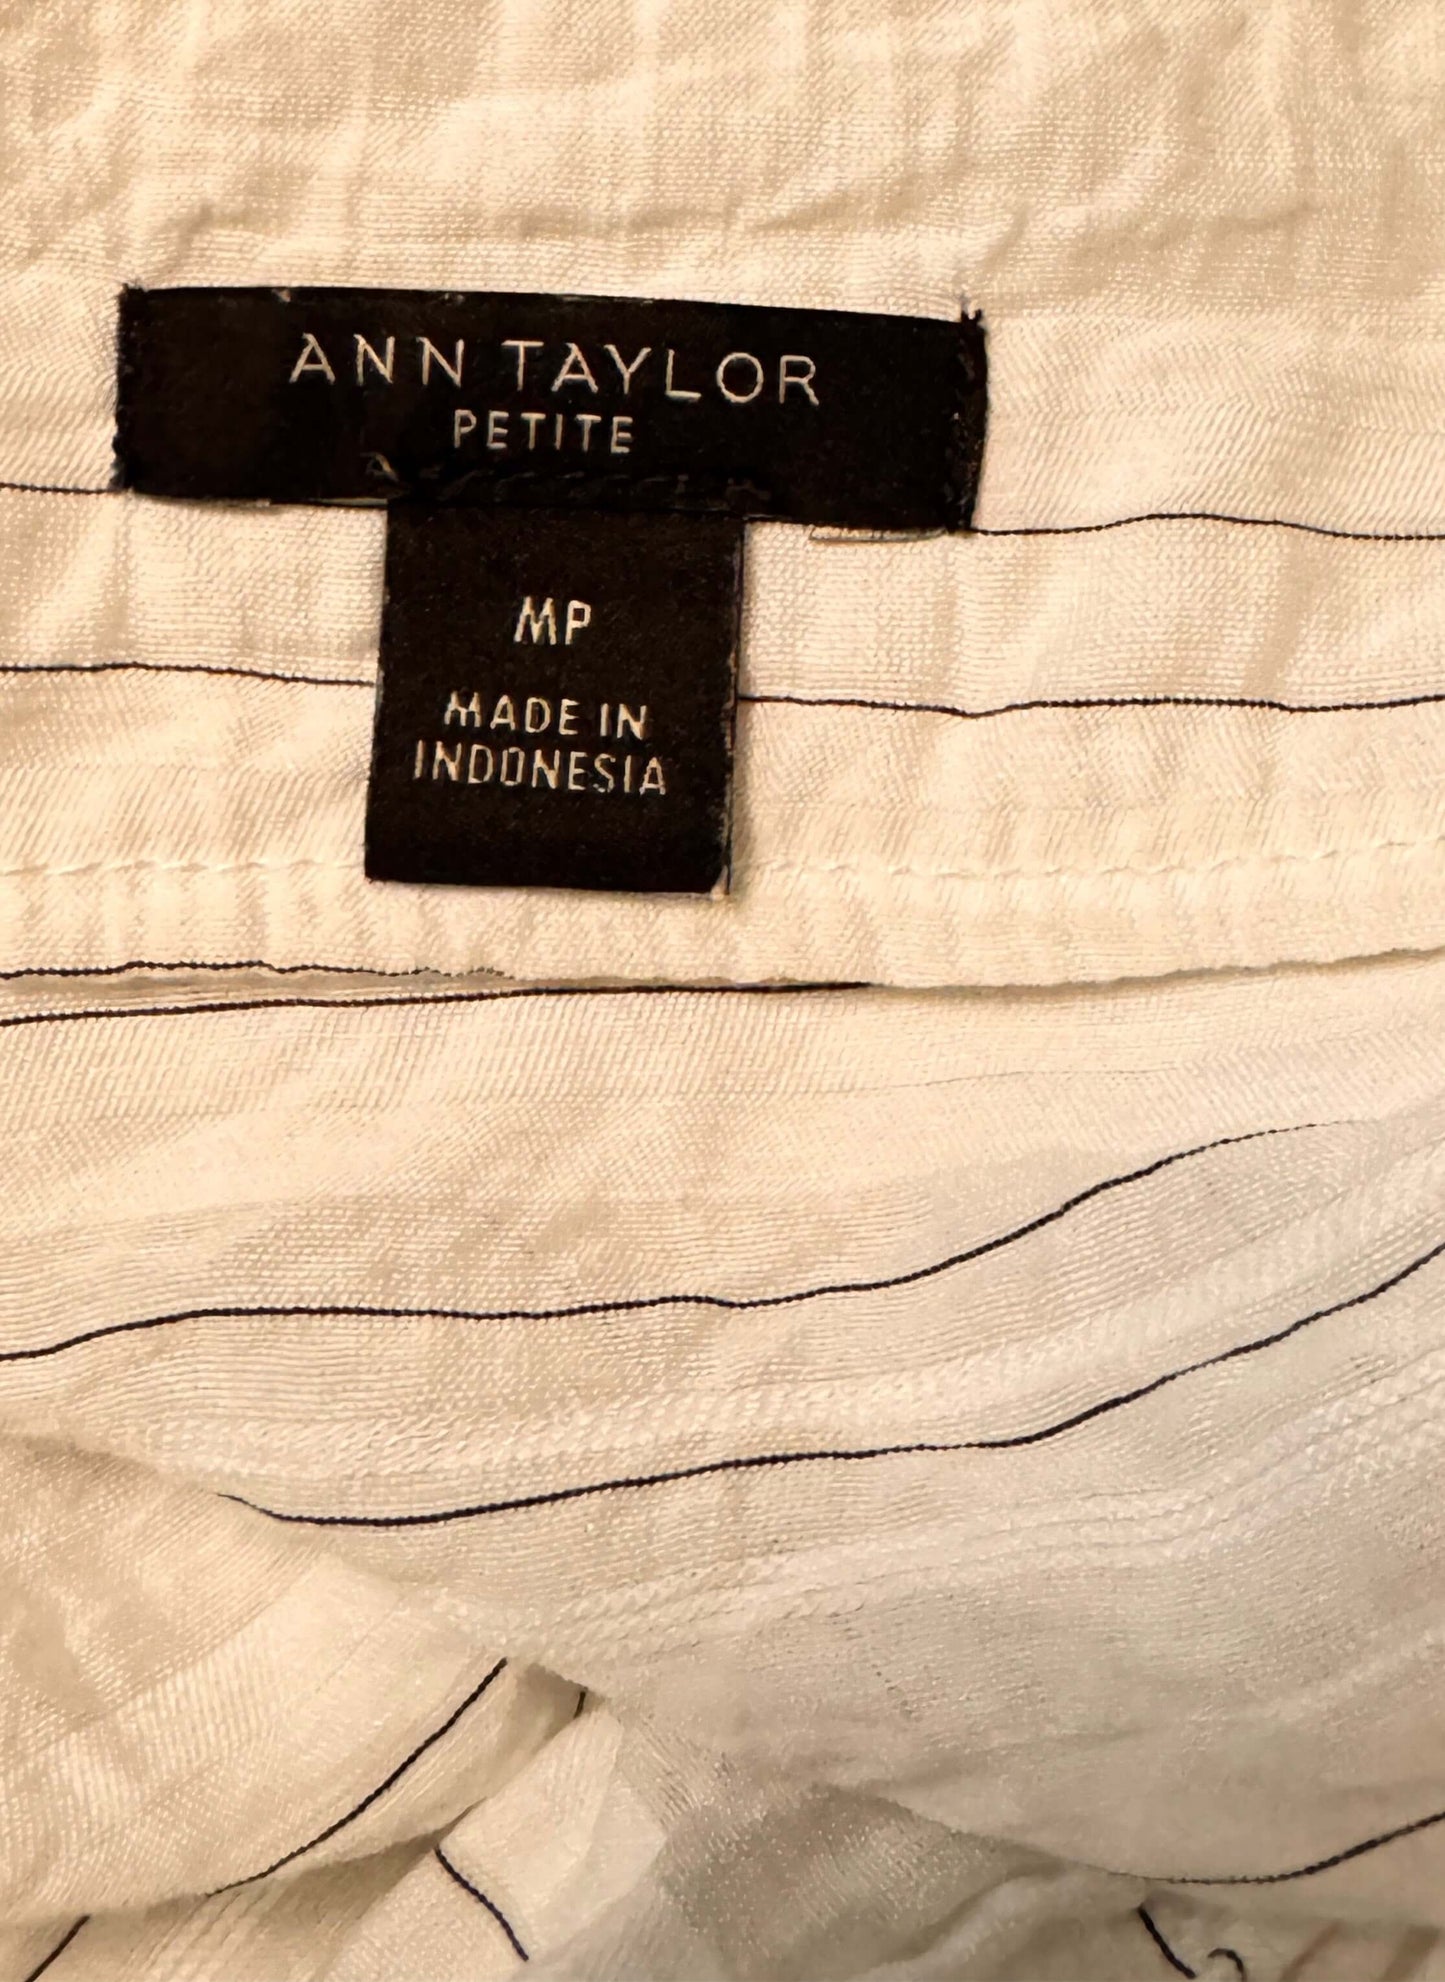 ANN TAYLOR
PETITE
MP
MADE IN
INDONESIA